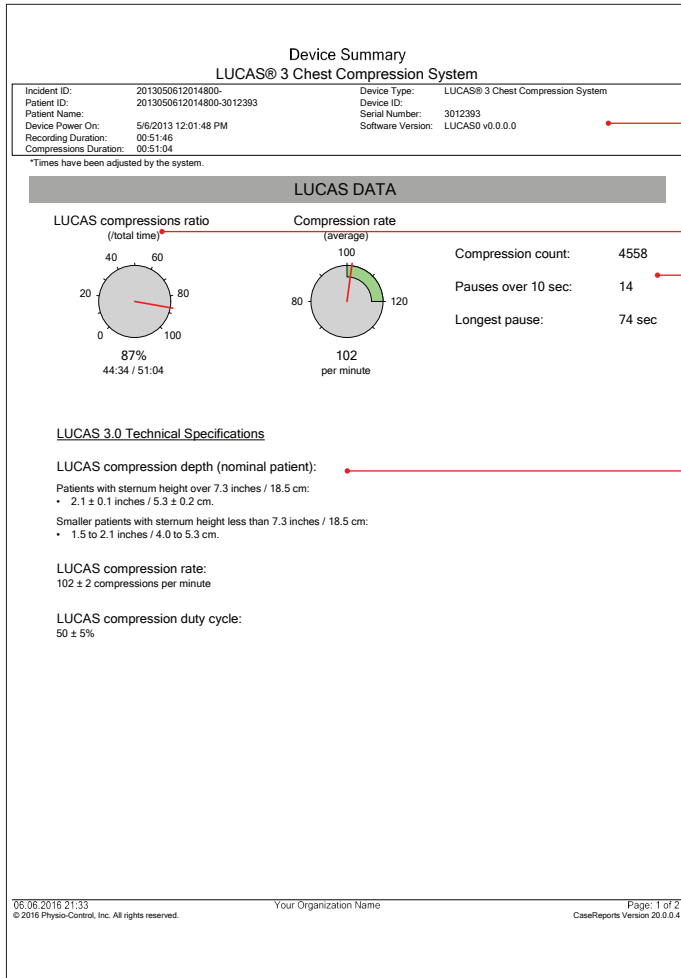 Device Summary
LUCAS® 3 Chest Compression System
Incident ID: 2013050612014800- Device Type: LUCAS® 3 Chest Compression System
Patient ID: 2013050612014800-3012393 Device ID:
Patient Name: Serial Number: 3012393
Device Power On: 5/6/2013 12:01:48 PM Software Version: LUCAS0 v0.0.0.0
Recording Duration: 00:51:46
Compressions Duration: 00:51:04
*Times have been adjusted by the system.
LUCAS DATA
LUCAS compressions ratio
(/total time)
0 20 40 60 80 100
87%
44:34 / 51:04
Compression rate
(average)
80 100 120
102
per minute
Compression count: 4558
Pauses over 10 sec: 14
Longest pause: 74 sec
LUCAS 3.0 Technical Specifications
LUCAS compression depth (nominal patient):
Patients with sternum height over 7.3 inches / 18.5 cm:
• 2.1 ± 0.1 inches / 5.3 ± 0.2 cm.
Smaller patients with sternum height less than 7.3 inches / 18.5 cm:
• 1.5 to 2.1 inches / 4.0 to 5.3 cm.
LUCAS compression rate:
102 ± 2 compressions per minute
LUCAS compression duty cycle:
50 ± 5%
06.06.2016 21:33 Your Organization Name Page: 1 of 2
© 2016 Physio-Control, Inc. All rights reserved. CaseReports Version 20.0.0.4